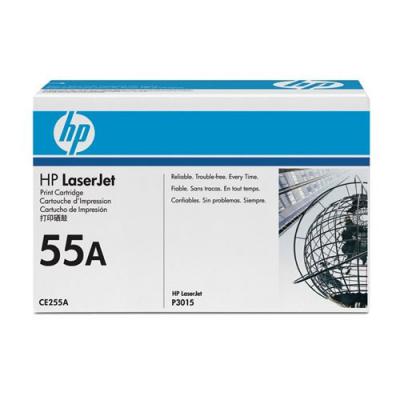 hp
HP LaserJet
Print Cartridge
Cartouche d'Impression
Cartucho de Impresión
打印硒鼓
55A
CE255A
Reliable. Trouble-free. Every Time.
Fiable. Sans tracas. En tout temps.
Confiables. Sin problemas. Siempre.
HP LaserJet
P3015